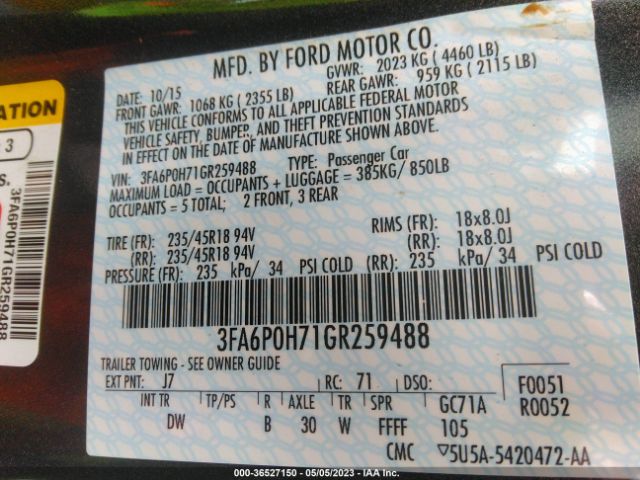 MFD. BY FORD MOTOR CO.
DATE: 10/15 GVWR: 2023 KG ( 4460 LB)
FRONT GAWR: 1068 KG ( 2355 LB) REAR GAWR: 959 KG ( 2115 LB)
THIS VEHICLE CONFORMS TO ALL APPLICABLE FEDERAL MOTOR
VEHICLE SAFETY, BUMPER, AND THEFT PREVENTION STANDARDS
IN EFFECT ON THE DATE OF MANUFACTURE SHOWN ABOVE.
VIN: 3FA6P0H71GR259488 TYPE: Passenger Car
MAXIMUM LOAD = OCCUPANTS + LUGGAGE = 385KG/ 850LB
OCCUPANTS = 5 TOTAL; 2 FRONT, 3 REAR
TIRE (FR): 235/45R18 94V RIMS (FR): 18x8.0J
(RR): 235/45R18 94V (RR): 18x8.0J
PRESSURE (FR): 235 kPa/ 34 PSI COLD (RR): 235 kPa/ 34 PSI COLD
3FA6P0H71GR259488
TRAILER TOWING - SEE OWNER GUIDE
EXT PNT: J7 RC: 71 DSO: F0051
INT TR TP/PS R AXLE TR SPR GC71A R0052
DW B 30 W FFFF 105
CMC ▽5U5A-5420472-AA
ATION
3
S.
3FA6P0H71GR259488
000-36527150 - 05/05/2023 - IAA Inc.